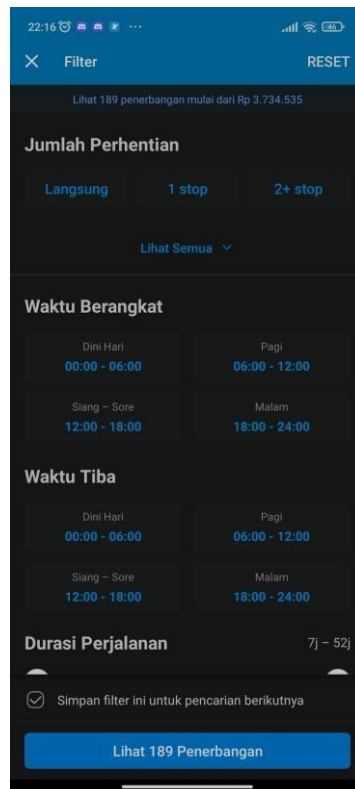 22:16 ... 46
Filter RESET
Lihat 189 penerbangan mulai dari Rp 3.734.535
Jumlah Perhentian
Langsung 1 stop 2+ stop
Lihat Semua
Waktu Berangkat
Dini Hari Pagi
00:00 - 06:00 06:00 - 12:00
Siang – Sore Malam
12:00 - 18:00 18:00 - 24:00
Waktu Tiba
Dini Hari Pagi
00:00 - 06:00 06:00 - 12:00
Siang – Sore Malam
12:00 - 18:00 18:00 - 24:00
Durasi Perjalanan 7j – 52j
Simpan filter ini untuk pencarian berikutnya
Lihat 189 Penerbangan